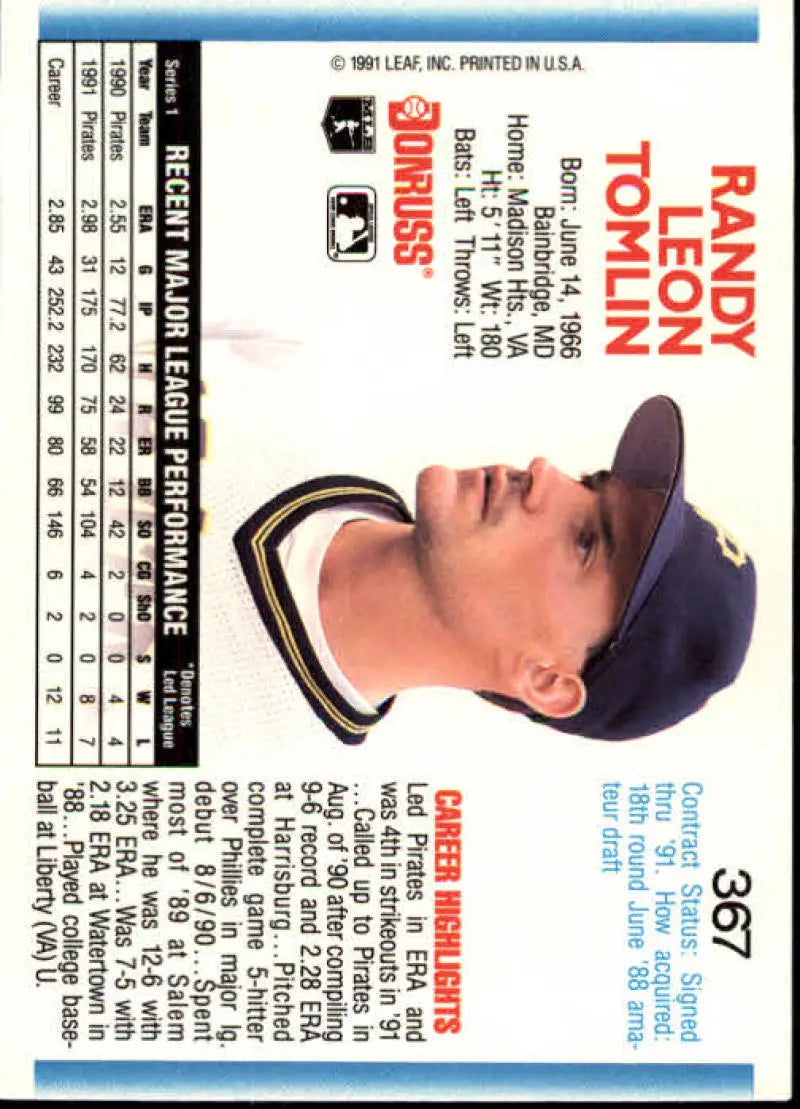 RANDY
LEON
TOMLIN
Born: June 14, 1966
Bainbridge, MD
Home: Madison Hts., VA
Ht: 5'11" Wt: 180
Bats: Left Throws: Left
DONRUSS®
MLB
© 1991 LEAF, INC. PRINTED IN U.S.A.
367
Contract Status: Signed
thru '91. How acquired:
18th round June '88 ama-
teur draft
CAREER HIGHLIGHTS
Led Pirates in ERA and
was 4th in strikeouts in '91
...Called up to Pirates in
Aug. of '90 after compiling
9-6 record and 2.28 ERA
at Harrisburg...Pitched
complete game 5-hitter
over Phillies in major lg.
debut 8/6/90...Spent
most of '89 at Salem
where he was 12-6 with
3.25 ERA...Was 7-5 with
2.18 ERA at Watertown in
'88...Played college base-
ball at Liberty (VA) U.
Series 1 RECENT MAJOR LEAGUE PERFORMANCE *Denotes Led League
Year Team ERA G IP H R ER BB SO CG ShO S W L
1990 Pirates 2.55 12 77.2 62 24 22 12 42 2 0 0 4 4
1991 Pirates 2.98 31 175 170 75 58 54 104 4 2 0 8 7
Career 2.85 43 252.2 232 99 80 66 146 6 2 0 12 11